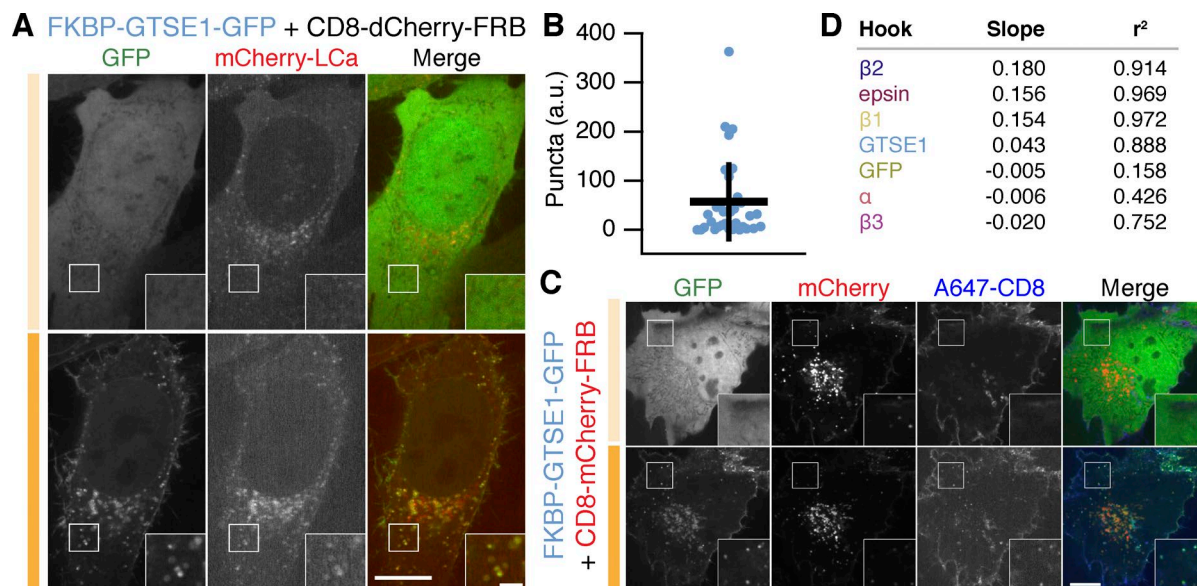 A FKBP-GTSE1-GFP + CD8-dCherry-FRB
GFP mCherry-LCa Merge
B
Puncta (a.u.)
400
300
200
100
0
C
FKBP-GTSE1-GFP
+ CD8-mCherry-FRB
GFP mCherry A647-CD8 Merge
D Hook Slope r²
β2 0.180 0.914
epsin 0.156 0.969
β1 0.154 0.972
GTSE1 0.043 0.888
GFP -0.005 0.158
α -0.006 0.426
β3 -0.020 0.752